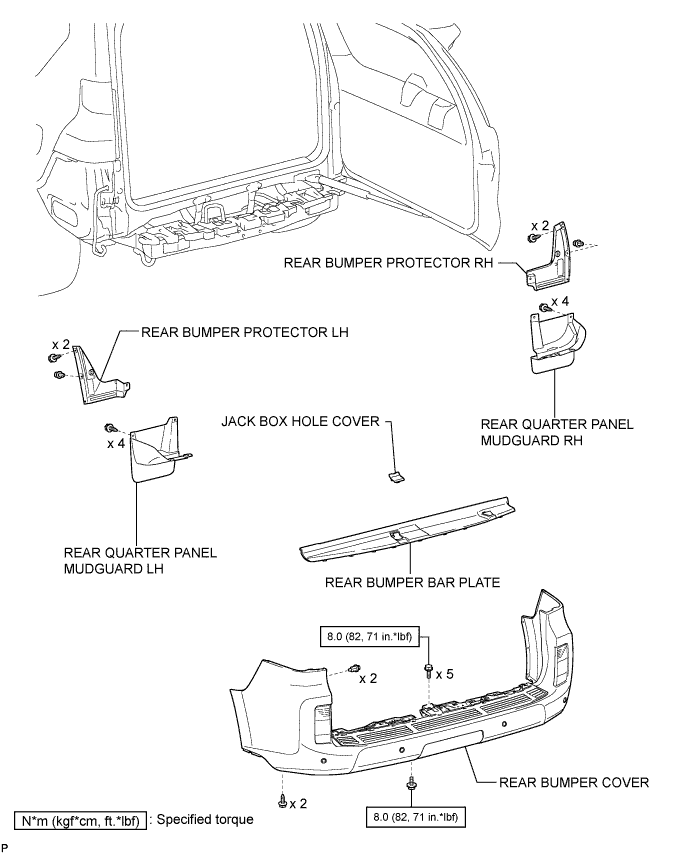 x 2
REAR BUMPER PROTECTOR RH
x 4
x 2
REAR BUMPER PROTECTOR LH
JACK BOX HOLE COVER
REAR QUARTER PANEL
MUDGUARD RH
x 4
REAR QUARTER PANEL
MUDGUARD LH
REAR BUMPER BAR PLATE
8.0 (82, 71 in.*lbf)
x 2
x 5
REAR BUMPER COVER
x 2
8.0 (82, 71 in.*lbf)
N*m (kgf*cm, ft.*lbf) : Specified torque
P